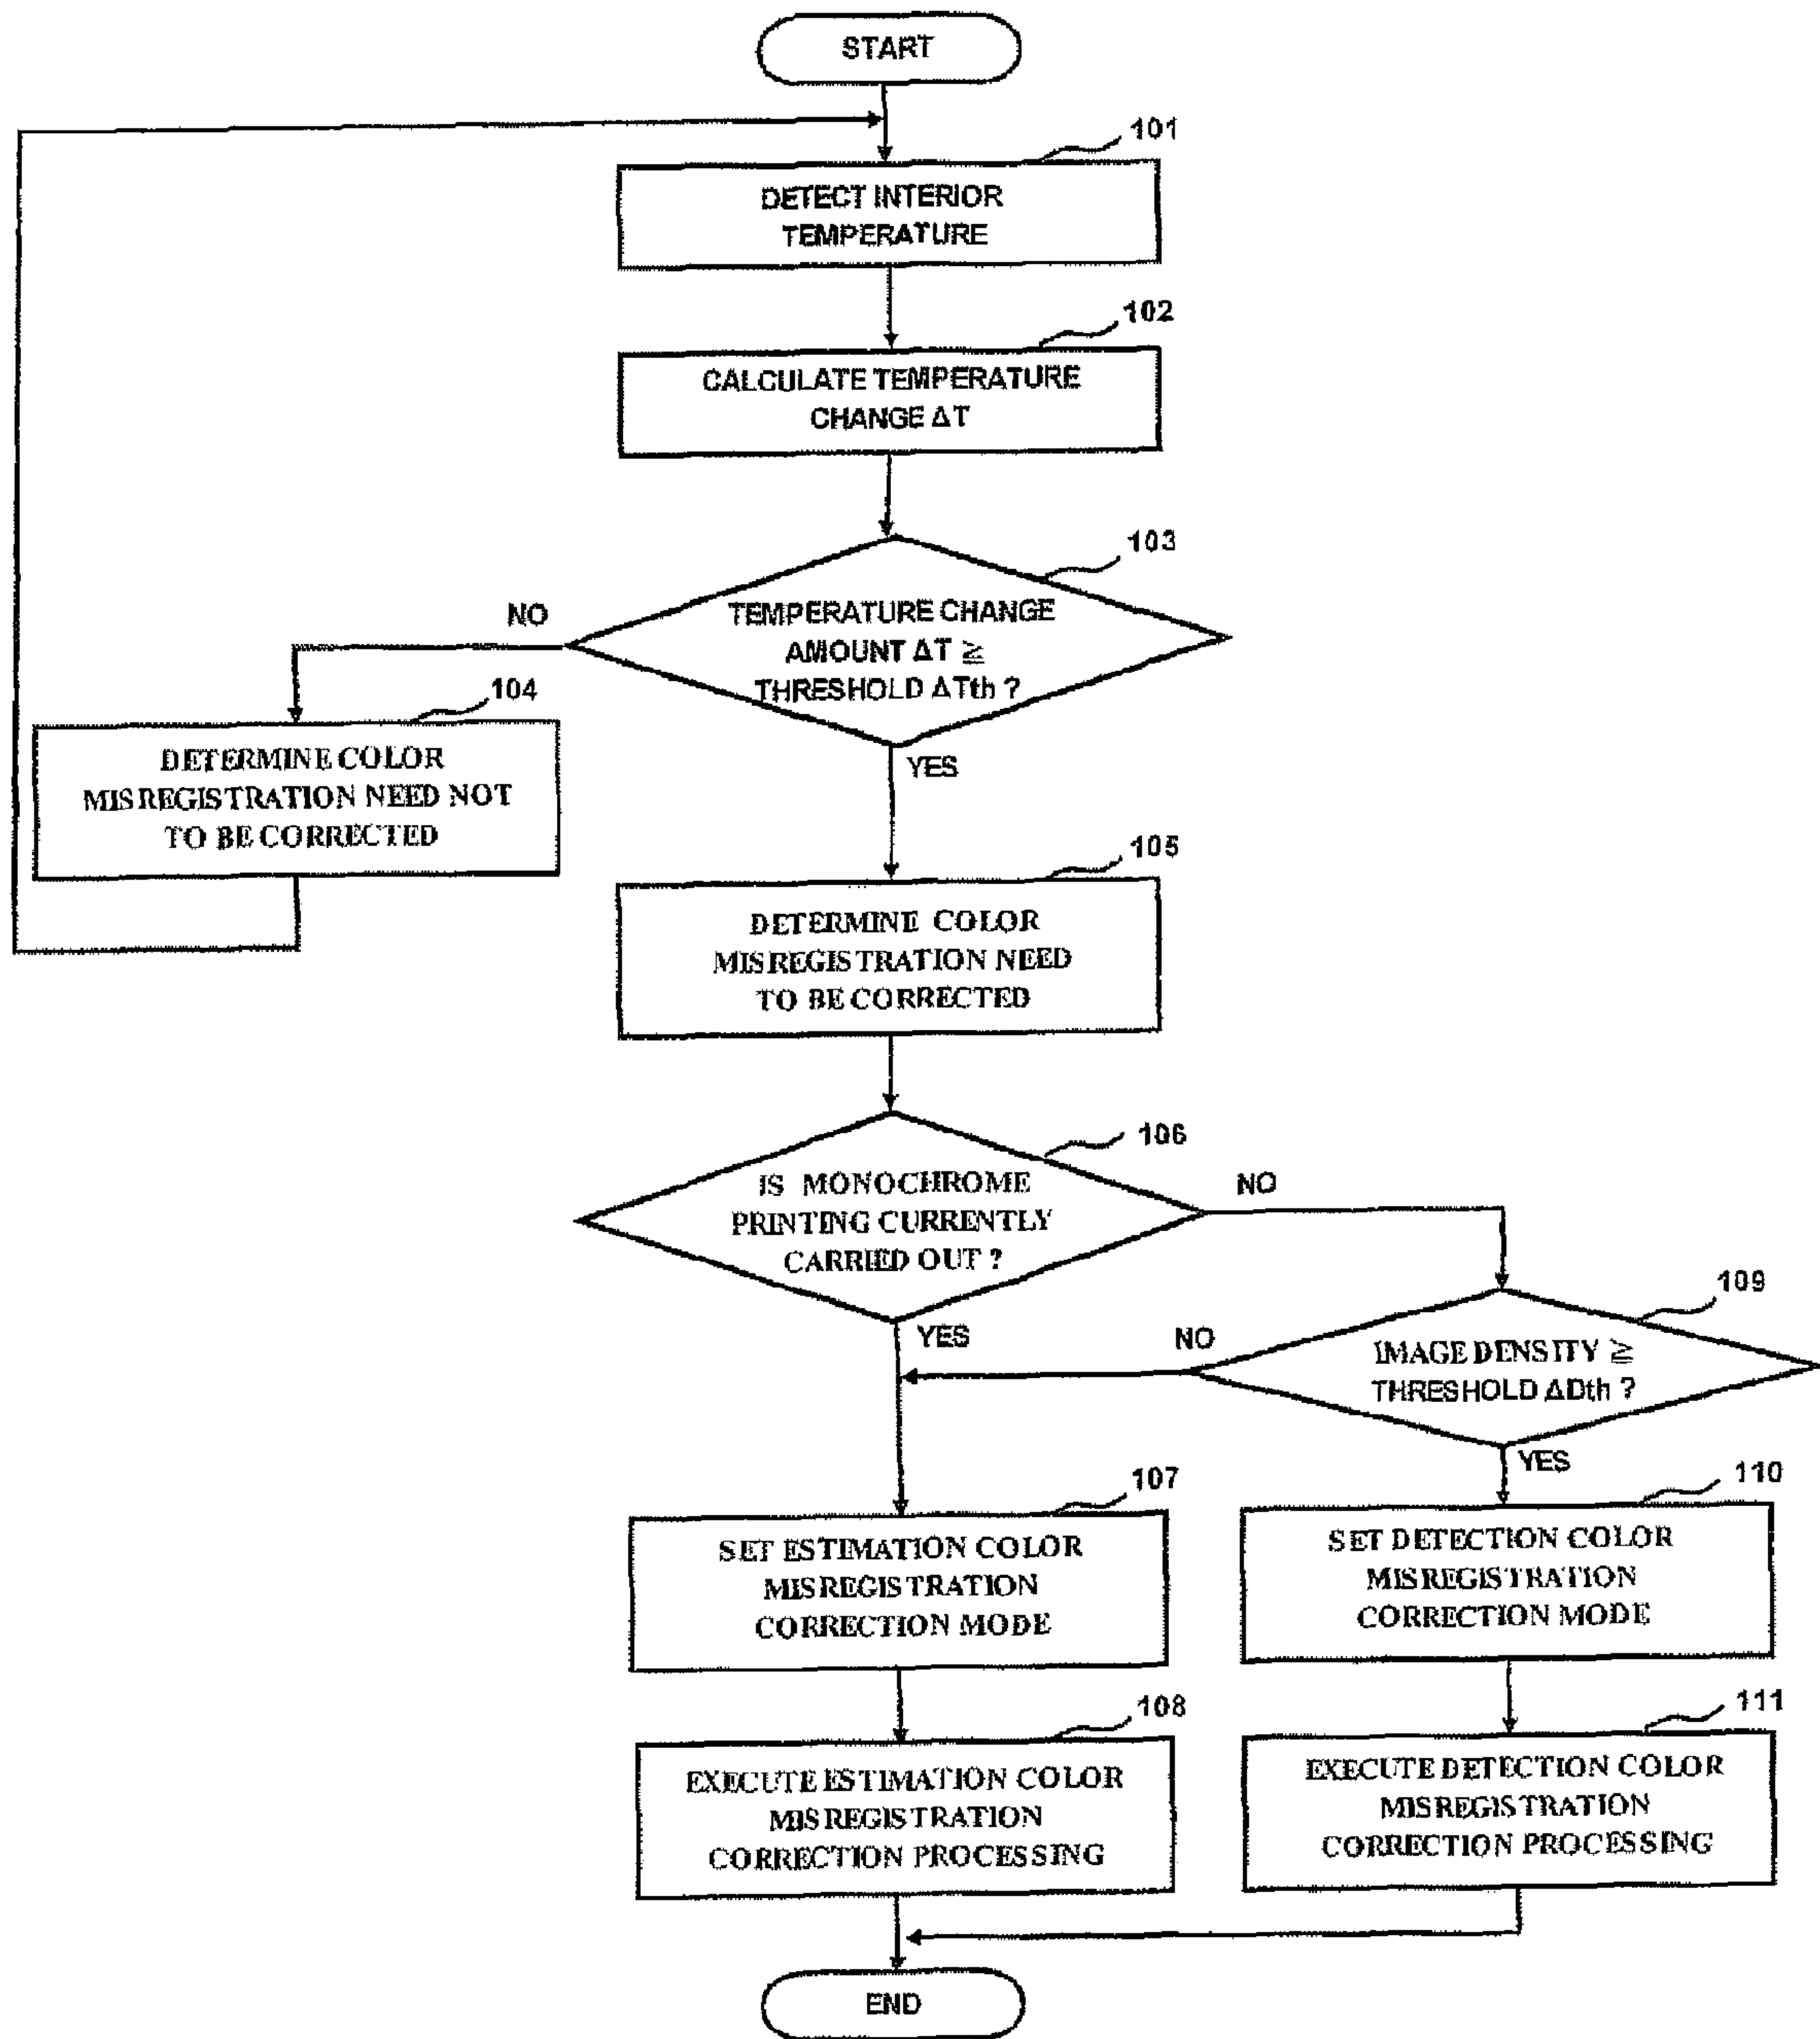 START
101
DETECT INTERIOR
TEMPERATURE
102
CALCULATE TEMPERATURE
CHANGE ΔT
103
TEMPERATURE CHANGE
AMOUNT ΔT ≧
THRESHOLD ΔTth ?
NO
YES
104
DETERMINE COLOR
MISREGISTRATION NEED NOT
TO BE CORRECTED
105
DETERMINE COLOR
MISREGISTRATION NEED
TO BE CORRECTED
106
IS MONOCHROME
PRINTING CURRENTLY
CARRIED OUT ?
NO
YES
109
IMAGE DENSITY ≧
THRESHOLD ΔDth ?
NO
YES
107
SET ESTIMATION COLOR
MISREGISTRATION
CORRECTION MODE
110
SET DETECTION COLOR
MISREGISTRATION
CORRECTION MODE
108
EXECUTE ESTIMATION COLOR
MISREGISTRATION
CORRECTION PROCESSING
111
EXECUTE DETECTION COLOR
MISREGISTRATION
CORRECTION PROCESSING
END